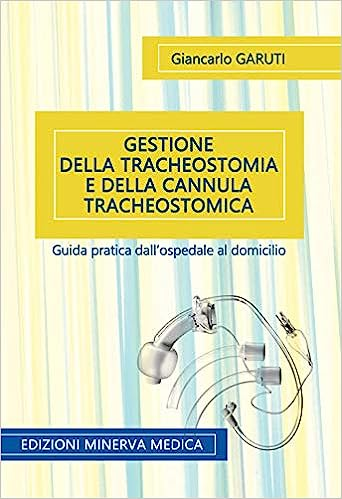 Giancarlo GARUTI
GESTIONE
DELLA TRACHEOSTOMIA
E DELLA CANNULA
TRACHEOSTOMICA
Guida pratica dall'ospedale al domicilio
EDIZIONI MINERVA MEDICA